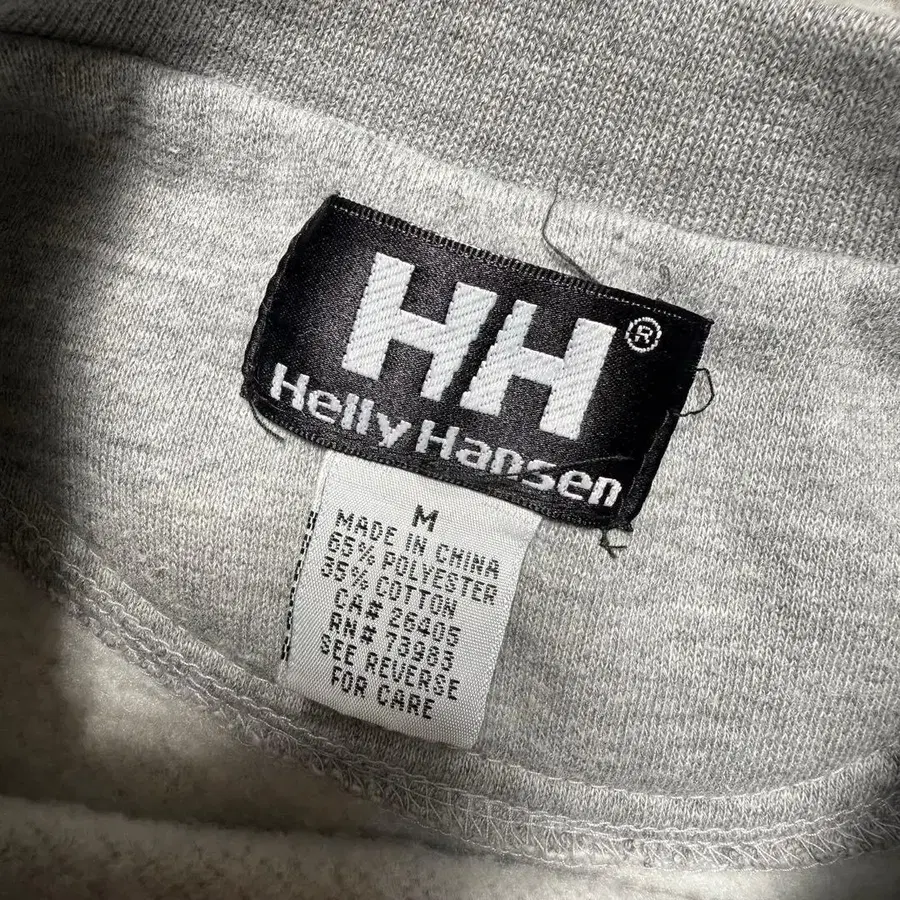 HH®
Helly Hansen
M
MADE IN CHINA
65% POLYESTER
35% COTTON
CA# 26405
RN# 73983
SEE REVERSE
FOR CARE